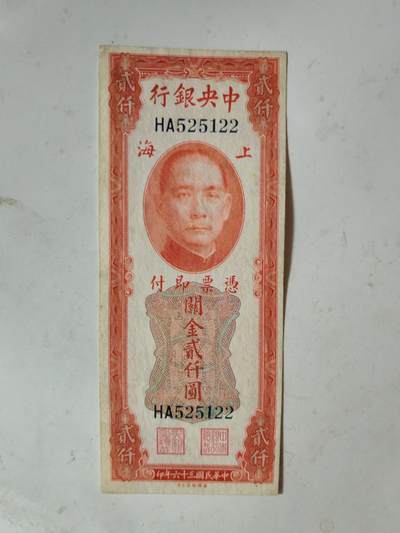 貳仟
貳仟
中央銀行
HA525122
上海
憑票即付
關金貳仟圓
HA525122
貳仟
貳仟
中華民國三十六年印